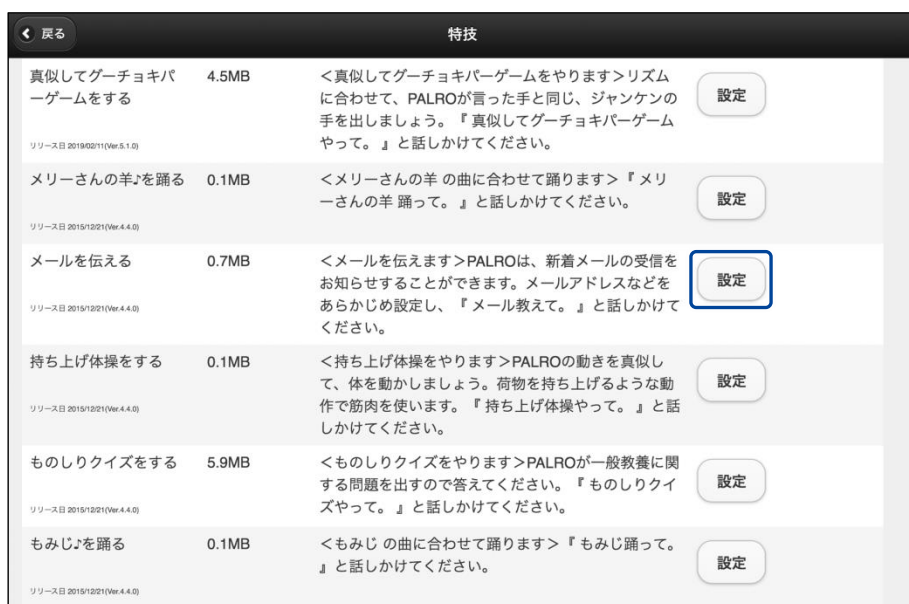 戻る
特技
真似してグーチョキパ
ーゲームをする
4.5MB
<真似してグーチョキパーゲームをやります>リズム
に合わせて、PALROが言った手と同じ、ジャンケンの
手を出しましょう。『 真似してグーチョキパーゲーム
やって。 』と話しかけてください。
設定
リリース日 2019/02/11(Ver.5.1.0)
メリーさんの羊♪を踊る
0.1MB
<メリーさんの羊 の曲に合わせて踊ります>『 メリ
ーさんの羊 踊って。 』と話しかけてください。
設定
リリース日 2015/12/21(Ver.4.4.0)
メールを伝える
0.7MB
<メールを伝えます>PALROは、新着メールの受信を
お知らせすることができます。メールアドレスなどを
あらかじめ設定し、『 メール教えて。 』と話しかけて
ください。
設定
リリース日 2015/12/21(Ver.4.4.0)
持ち上げ体操をする
0.1MB
<持ち上げ体操をやります>PALROの動きを真似し
て、体を動かしましょう。荷物を持ち上げるような動
作で筋肉を使います。『 持ち上げ体操やって。 』と話
しかけてください。
設定
リリース日 2015/12/21(Ver.4.4.0)
ものしりクイズをする
5.9MB
<ものしりクイズをやります>PALROが一般教養に関
する問題を出すので答えてください。『 ものしりクイ
ズやって。 』と話しかけてください。
設定
リリース日 2015/12/21(Ver.4.4.0)
もみじ♪を踊る
0.1MB
<もみじ の曲に合わせて踊ります>『 もみじ踊って。
』と話しかけてください。
設定
リリース日 2015/12/21(Ver.4.4.0)